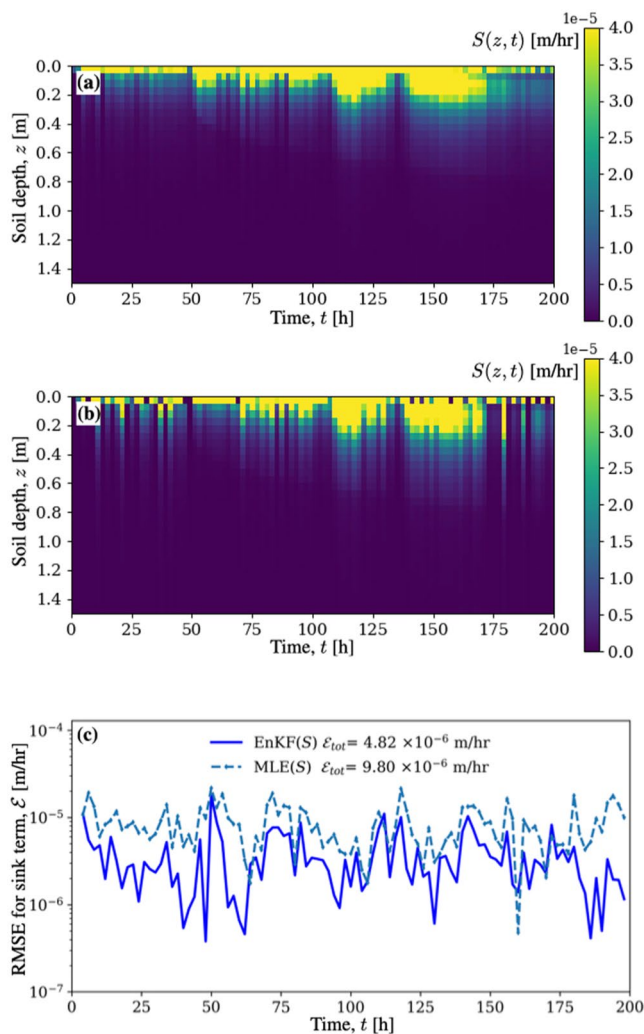 1e−5
S(z, t) [m/hr]
(a)
Soil depth, z [m]
0.0
0.2
0.4
0.6
0.8
1.0
1.2
1.4
0 25 50 75 100 125 150 175 200
Time, t [h]
4.0
3.5
3.0
2.5
2.0
1.5
1.0
0.5
0.0
1e−5
S(z, t) [m/hr]
(b)
Soil depth, z [m]
0.0
0.2
0.4
0.6
0.8
1.0
1.2
1.4
0 25 50 75 100 125 150 175 200
Time, t [h]
4.0
3.5
3.0
2.5
2.0
1.5
1.0
0.5
0.0
(c)
EnKF(S) ℰtot= 4.82 ×10⁻⁶ m/hr
MLE(S) ℰtot= 9.80 ×10⁻⁶ m/hr
RMSE for sink term, ℰ [m/hr]
10⁻⁴
10⁻⁵
10⁻⁶
10⁻⁷
0 25 50 75 100 125 150 175 200
Time, t [h]